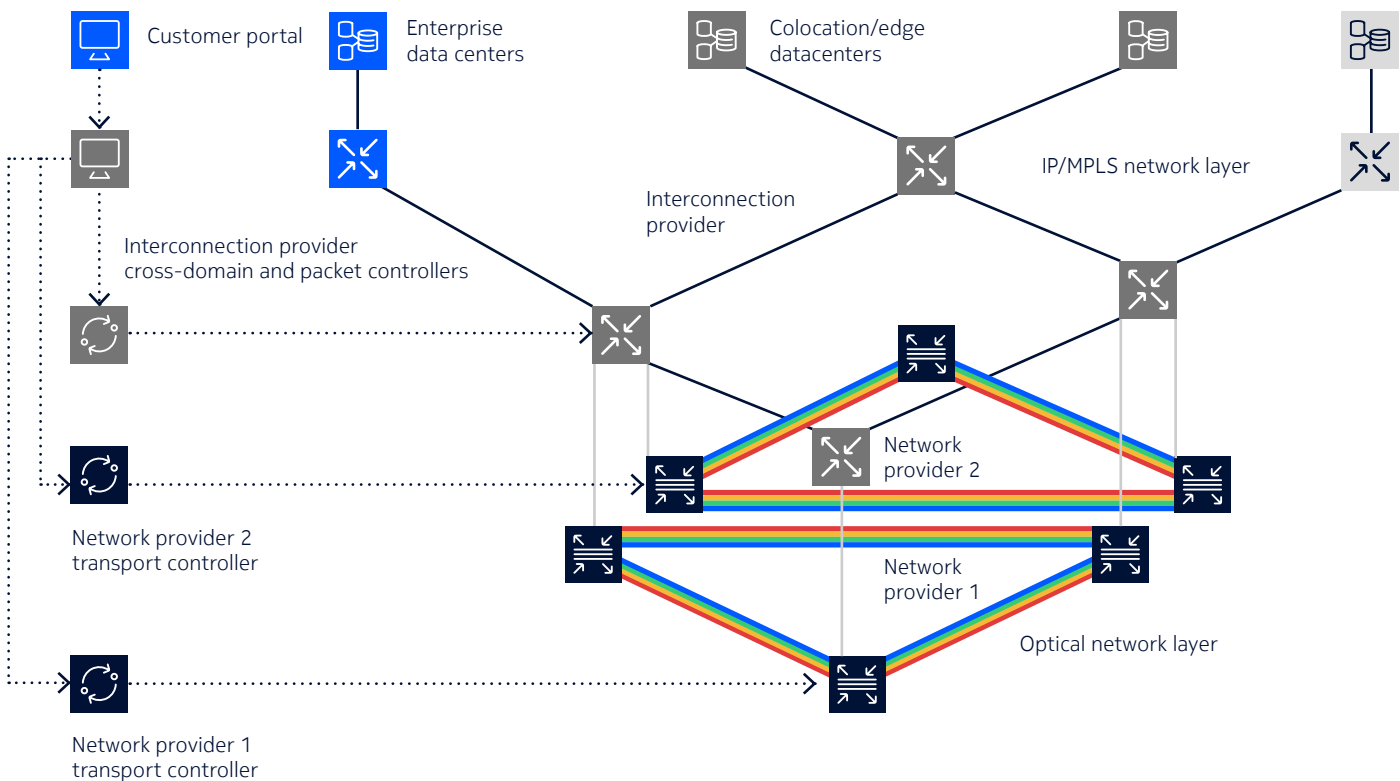 Customer portal
Enterprise
data centers
Colocation/edge
datacenters
IP/MPLS network layer
Interconnection
provider
Interconnection provider
cross-domain and packet controllers
Network
provider 2
Network provider 2
transport controller
Network
provider 1
Optical network layer
Network provider 1
transport controller